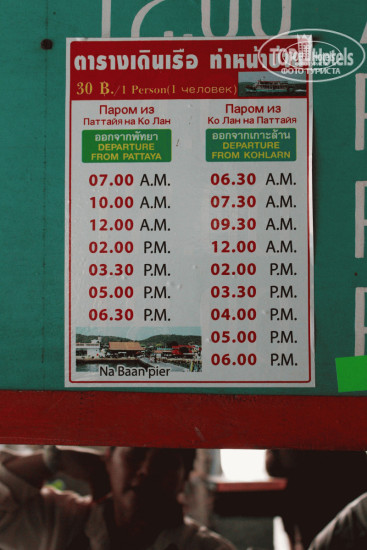 12.00
TopHotels
ФОТО ТУРИСТА
ตารางเดินเรือ ท่าหน้าบ้าน
30 ฿./1 Person(1 человек)
Паром из
Паттайя на Ко Лан
ออกจากพัทยา
DEPARTURE
FROM PATTAYA
07.00 A.M.
10.00 A.M.
12.00 A.M.
02.00 P.M.
03.30 P.M.
05.00 P.M.
06.30 P.M.
Na Baan pier
Паром из
Ко Лан на Паттайя
ออกจากเกาะล้าน
DEPARTURE
FROM KOHLARN
06.30 A.M.
07.30 A.M.
09.30 A.M.
12.00 A.M.
02.00 P.M.
03.30 P.M.
04.00 P.M.
05.00 P.M.
06.00 P.M.